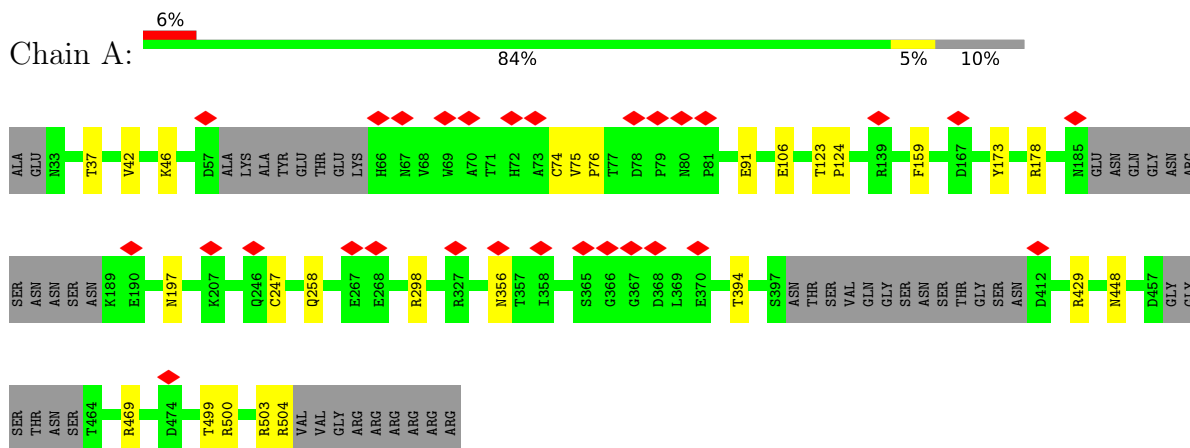 6%
Chain A:
84% 5% 10%
ALA GLU N33 T37 V42 K46 D57 ALA LYS ALA TYR GLU THR GLU LYS H66 N67 V68 W69 A70 T71 H72 A73 C74 V75 P76 T77 D78 P79 N80 P81 E91 E106 T123 P124 R139 F159 D167 Y173 R178 N185 GLU ASN GLN GLY ASN ARG
SER ASN ASN SER ASN K189 E190 N197 K207 Q246 C247 Q258 E267 E268 R298 R327 N356 T357 I358 S365 G366 G367 D368 L369 E370 T394 S397 ASN THR SER VAL GLN GLY SER ASN SER THR GLY SER ASN D412 R429 N448 D457 GLY GLY
SER THR ASN SER T464 R469 D474 T499 R500 R503 R504 VAL VAL GLY ARG ARG ARG ARG ARG ARG